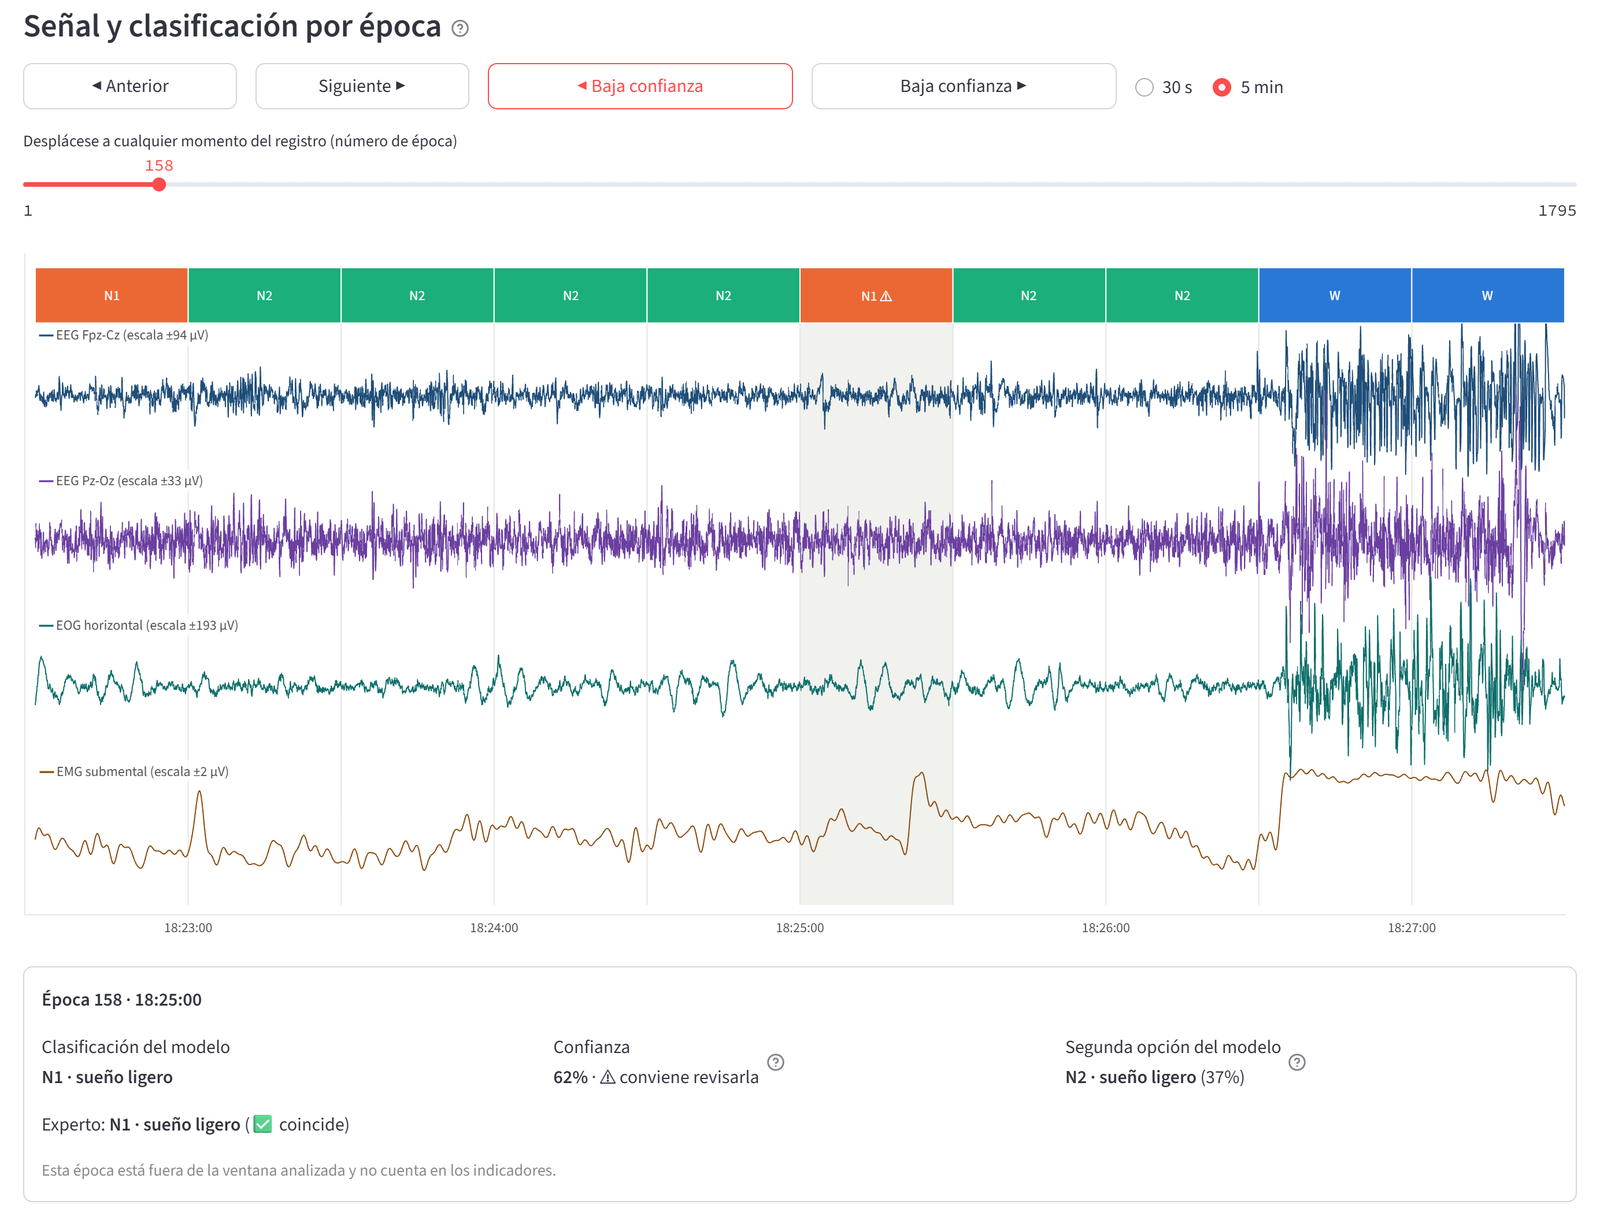 Señal y clasificación por época
◄ Anterior
Siguiente ►
◄ Baja confianza
Baja confianza ►
30 s
5 min
Desplácese a cualquier momento del registro (número de época)
158
1
1795
N1
N2
N2
N2
N2
N1 ⚠
N2
N2
W
W
EEG Fpz-Cz (escala ±94 µV)
EEG Pz-Oz (escala ±33 µV)
EOG horizontal (escala ±193 µV)
EMG submental (escala ±2 µV)
18:23:00
18:24:00
18:25:00
18:26:00
18:27:00
Época 158 · 18:25:00
Clasificación del modelo
N1 · sueño ligero
Confianza
62% · ⚠ conviene revisarla
Segunda opción del modelo
N2 · sueño ligero (37%)
Experto: N1 · sueño ligero (✅ coincide)
Esta época está fuera de la ventana analizada y no cuenta en los indicadores.